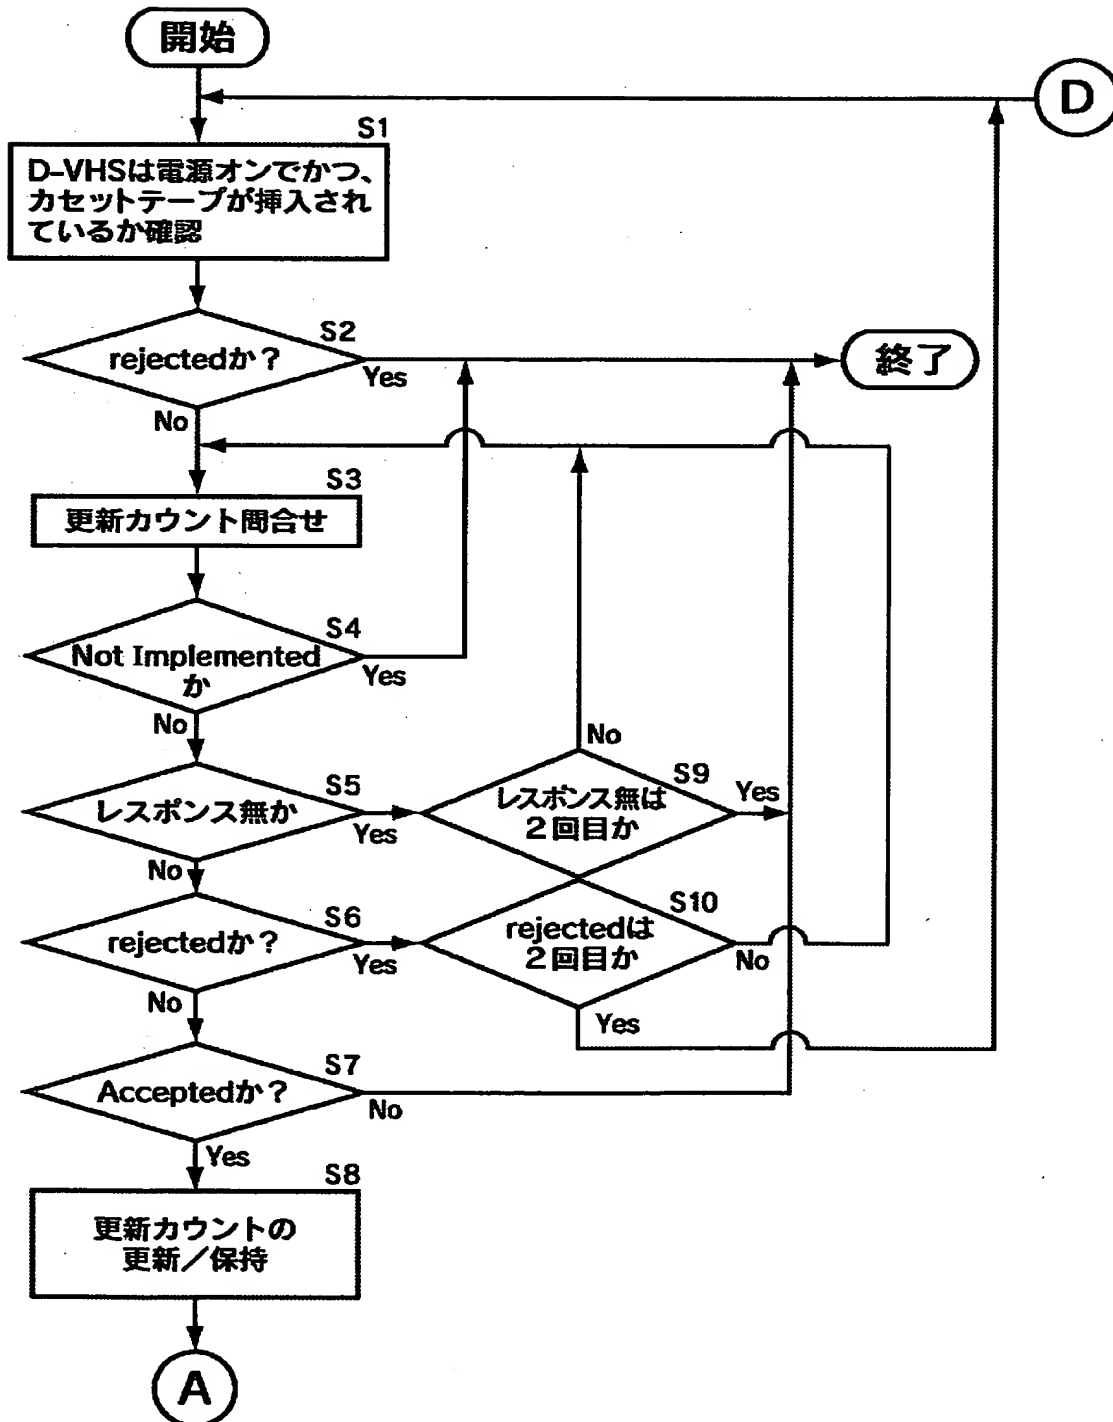 開始
D
S1
D-VHSは電源オンでかつ、
カセットテープが挿入され
ているか確認
S2
rejectedか？
Yes
終了
No
S3
更新カウント問合せ
S4
Not Implemented
か
Yes
No
No
S5
レスポンス無か
Yes
S9
レスポンス無は
２回目か
Yes
No
S6
rejectedか？
Yes
S10
rejectedは
２回目か
No
No
Yes
S7
Acceptedか？
No
Yes
S8
更新カウントの
更新／保持
A